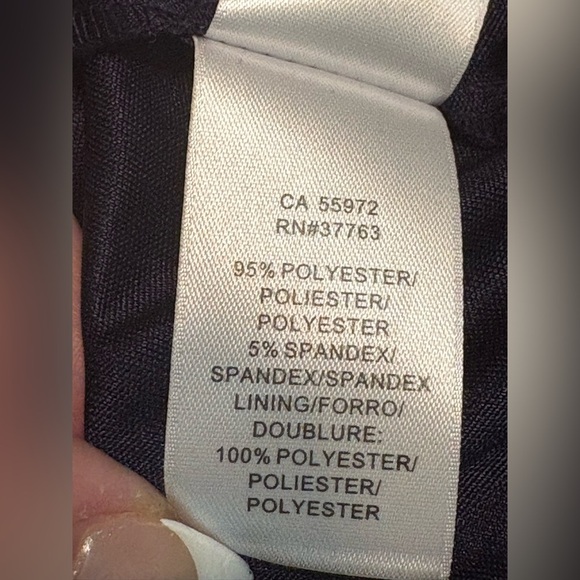 CA 55972
RN#37763
95% POLYESTER/
POLIESTER/
POLYESTER
5% SPANDEX/
SPANDEX/SPANDEX
LINING/FORRO/
DOUBLURE:
100% POLYESTER/
POLIESTER/
POLYESTER